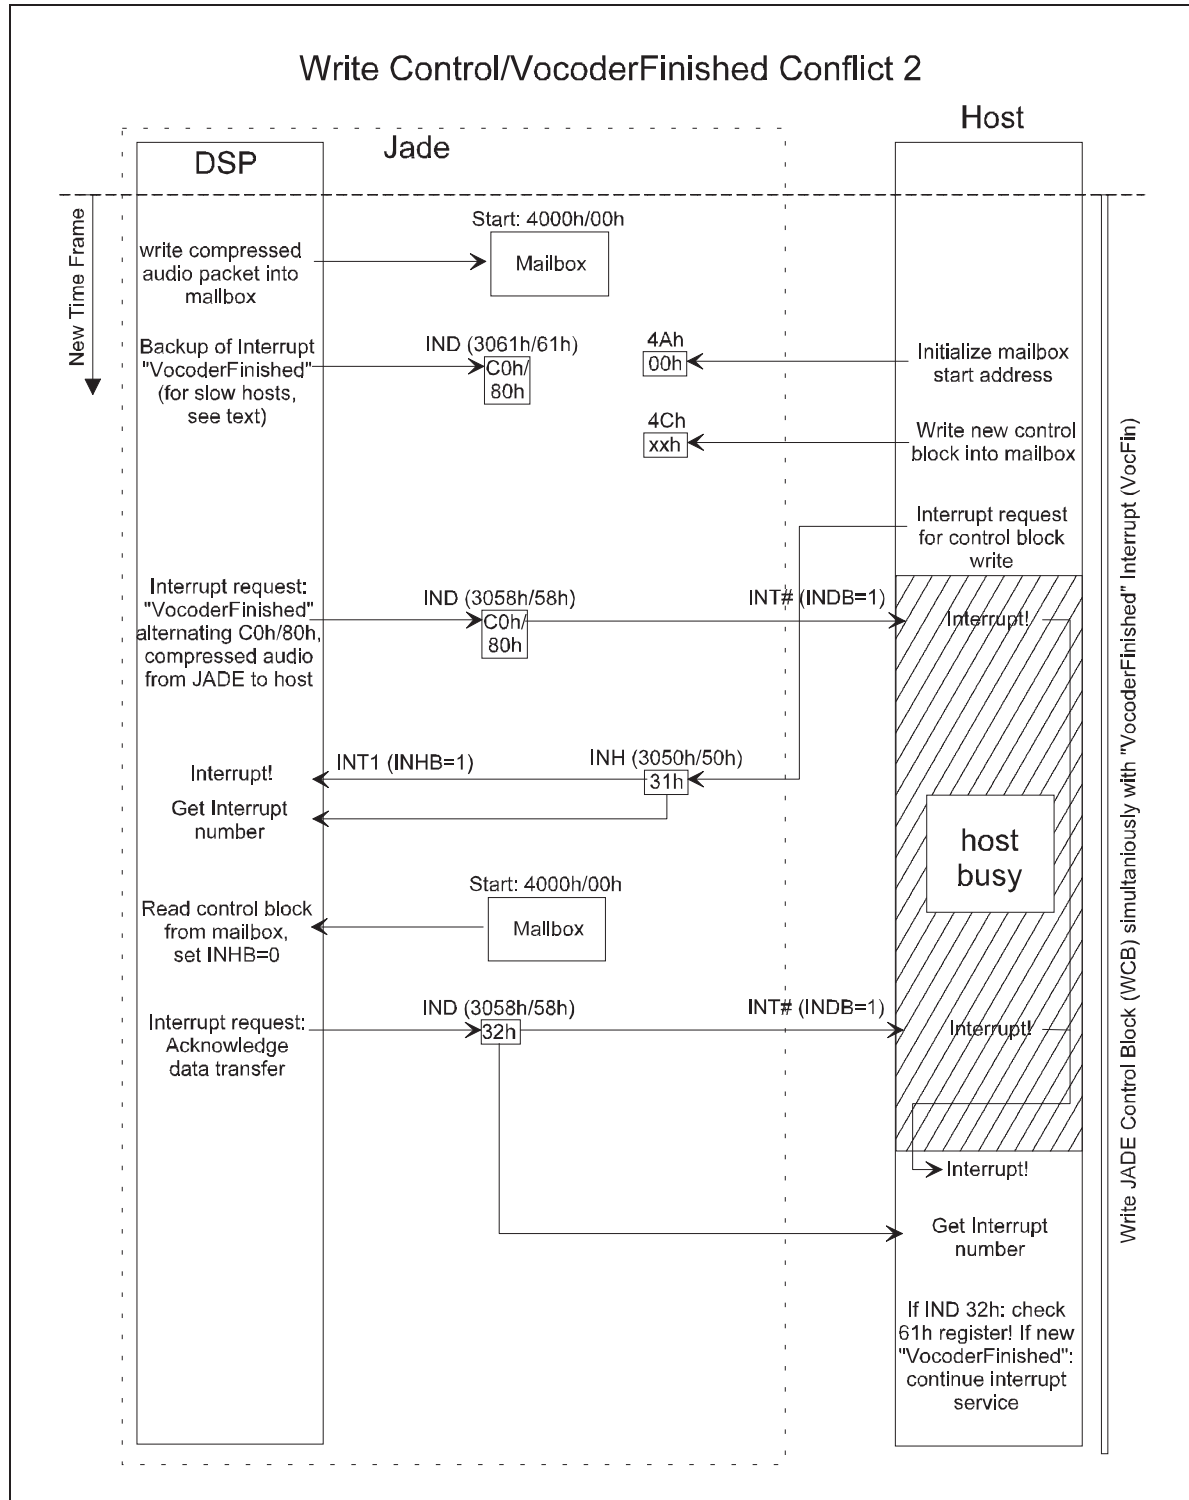 Write Control/VocoderFinished Conflict 2
Host
Jade
DSP
New Time Frame
Start: 4000h/00h
write compressed
audio packet into
mallbox
Mailbox
Backup of Interrupt
"VocoderFinished"
(for slow hosts,
see text)
IND (3061h/61h)
C0h/
80h
4Ah
00h
Initialize mailbox
start address
4Ch
xxh
Write new control
block into mailbox
Interrupt request
for control block
write
Interrupt request:
"VocoderFinished"
alternating C0h/80h,
compressed audio
from JADE to host
IND (3058h/58h)
C0h/
80h
INT# (INDB=1)
Interrupt!
Interrupt!
INT1 (INHB=1)
INH (3050h/50h)
31h
Get Interrupt
number
host
busy
Start: 4000h/00h
Read control block
from mailbox,
set INHB=0
Mallbox
Interrupt request:
Acknowledge
data transfer
IND (3058h/58h)
32h
INT# (INDB=1)
Interrupt!
Interrupt!
Get Interrupt
number
If IND 32h: check
61h register! If new
"VocoderFinished":
continue interrupt
service
Write JADE Control Block (WCB) simultaniously with "VocoderFinished" Interrupt (VocFin)